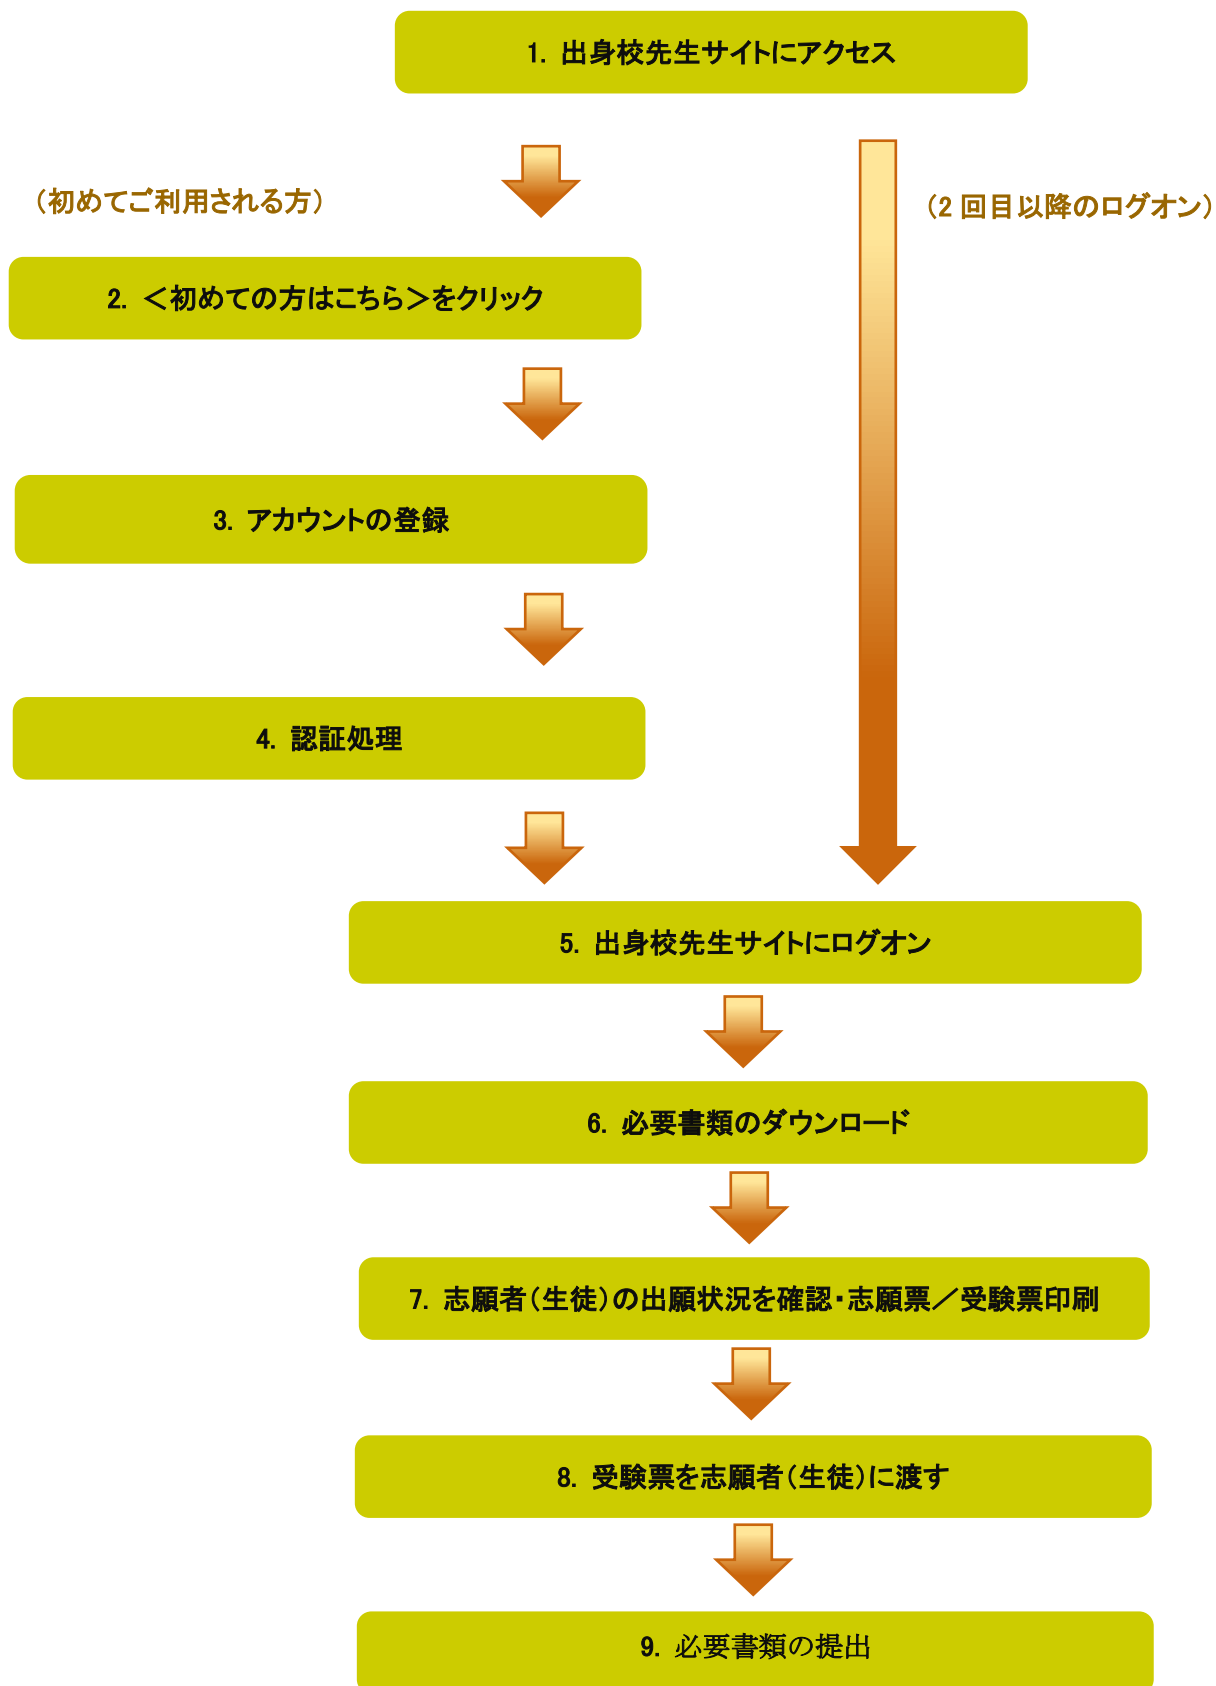 1. 出身校先生サイトにアクセス
（初めてご利用される方）
（2 回目以降のログオン）
2. ＜初めての方はこちら＞をクリック
3. アカウントの登録
4. 認証処理
5. 出身校先生サイトにログオン
6. 必要書類のダウンロード
7. 志願者（生徒）の出願状況を確認・志願票／受験票印刷
8. 受験票を志願者（生徒）に渡す
9. 必要書類の提出